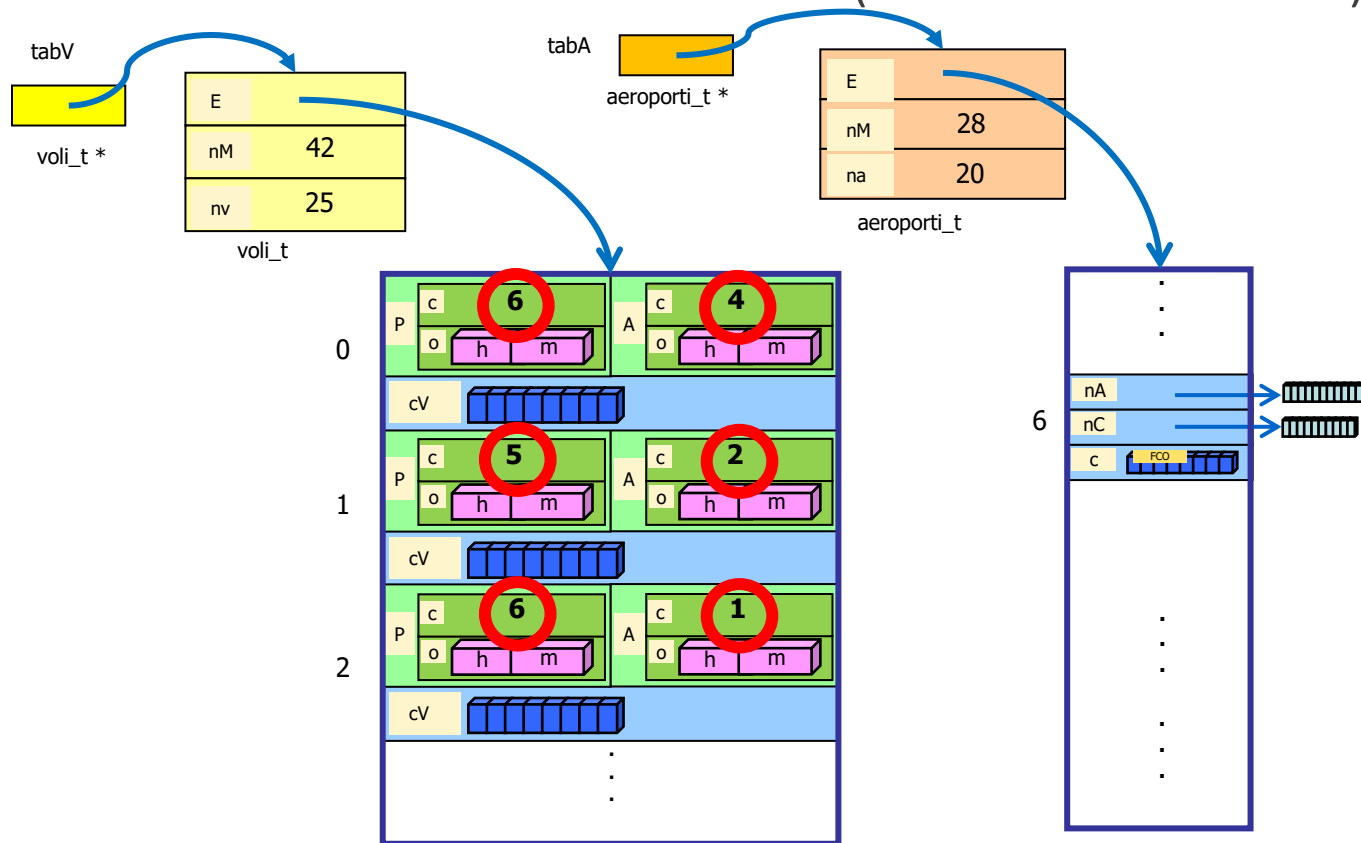 ( )
tabV
voli_t *
E
nM 42
nv 25
voli_t
tabA
aeroporti_t *
E
nM 28
na 20
aeroporti_t
0
P c 6 o h m
A c 4 o h m
cV
1
P c 5 o h m
A c 2 o h m
cV
2
P c 6 o h m
A c 1 o h m
cV
.
.
.
.
.
.
6
nA
nC
c FCO
.
.
.
.
.
.